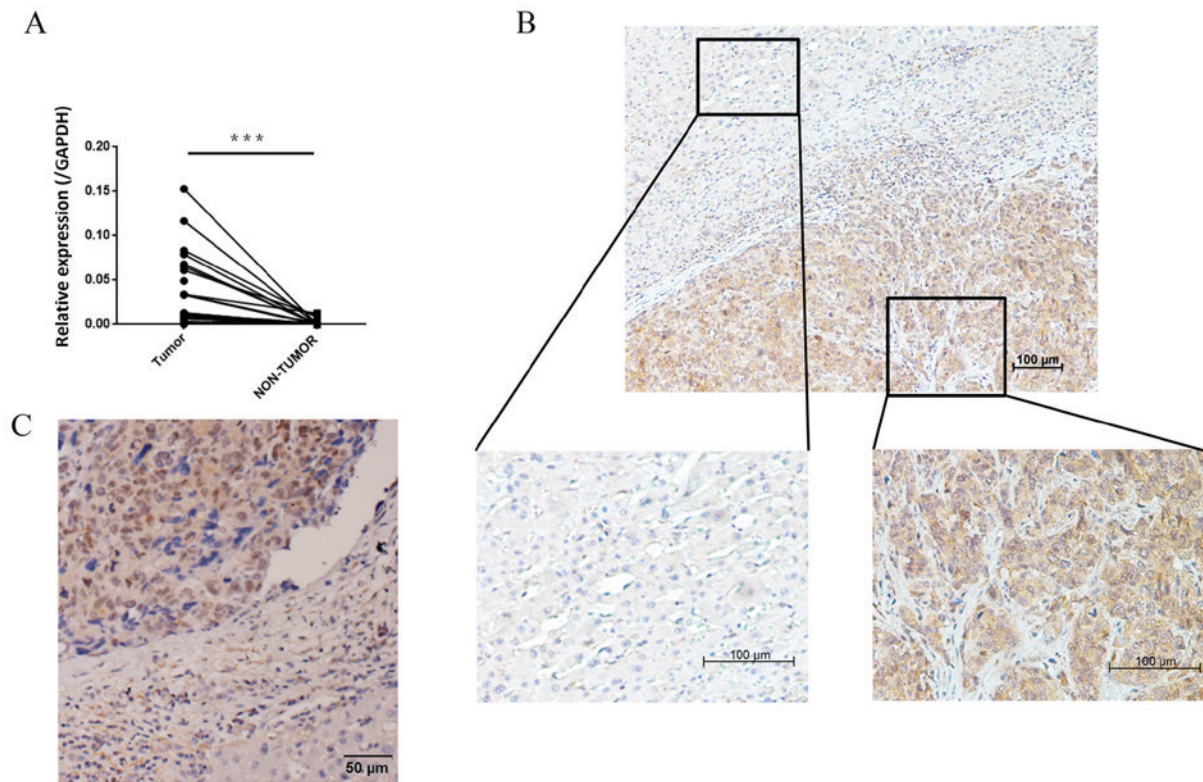 A
Relative expression (/GAPDH)
***
0.20
0.15
0.10
0.05
0.00
Tumor
NON-TUMOR
B
100 µm
100 µm
100 µm
C
50 µm